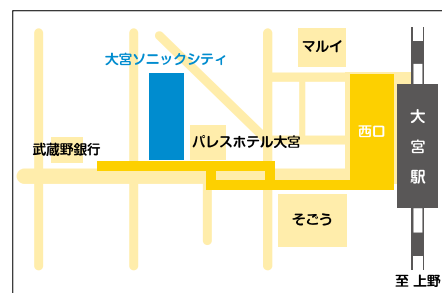 マルイ
大宮ソニックシティ
西口
大宮駅
パレスホテル大宮
武蔵野銀行
そごう
至 上野